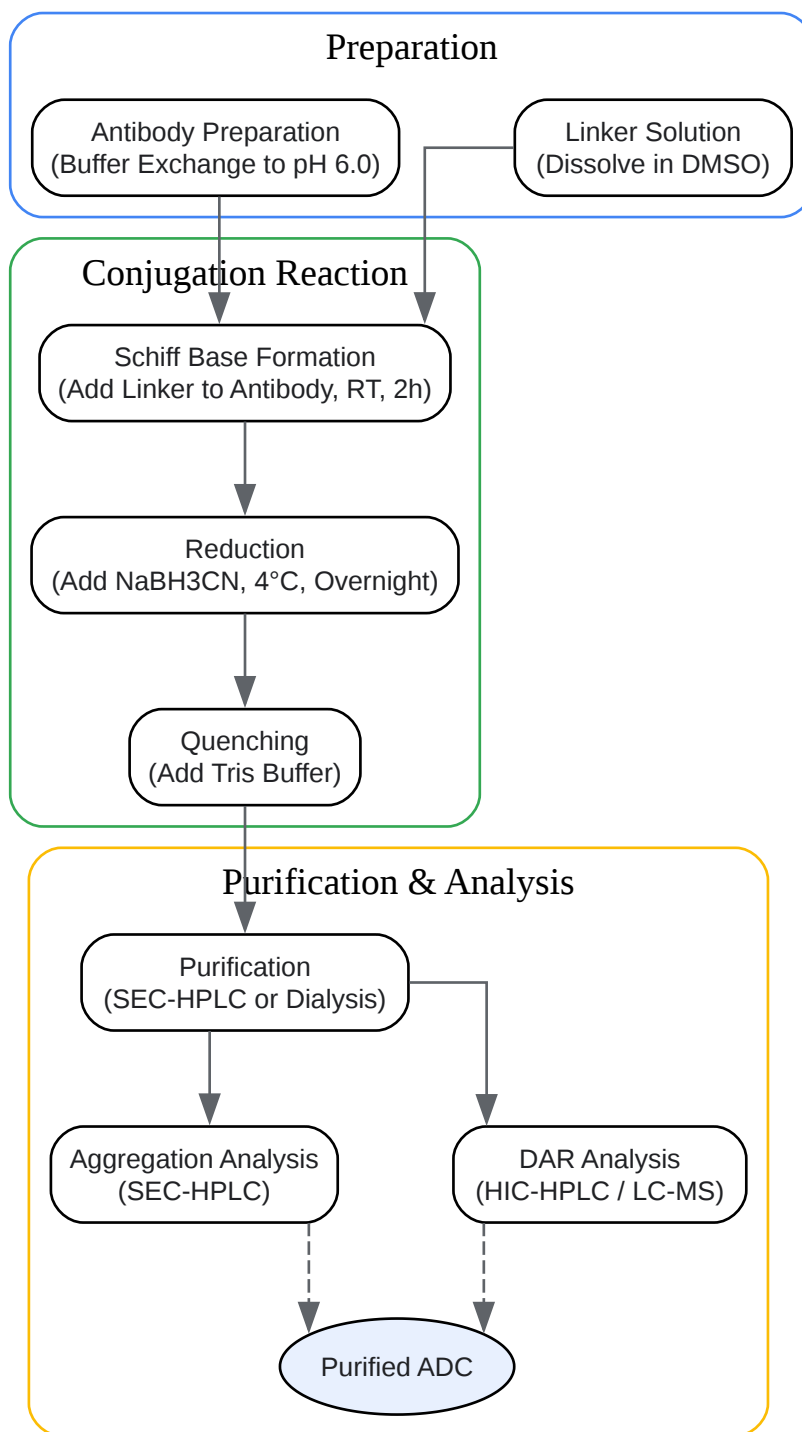 Preparation
Antibody Preparation
(Buffer Exchange to pH 6.0)
Linker Solution
(Dissolve in DMSO)
Conjugation Reaction
Schiff Base Formation
(Add Linker to Antibody, RT, 2h)
Reduction
(Add NaBH3CN, 4°C, Overnight)
Quenching
(Add Tris Buffer)
Purification & Analysis
Purification
(SEC-HPLC or Dialysis)
Aggregation Analysis
(SEC-HPLC)
DAR Analysis
(HIC-HPLC / LC-MS)
Purified ADC